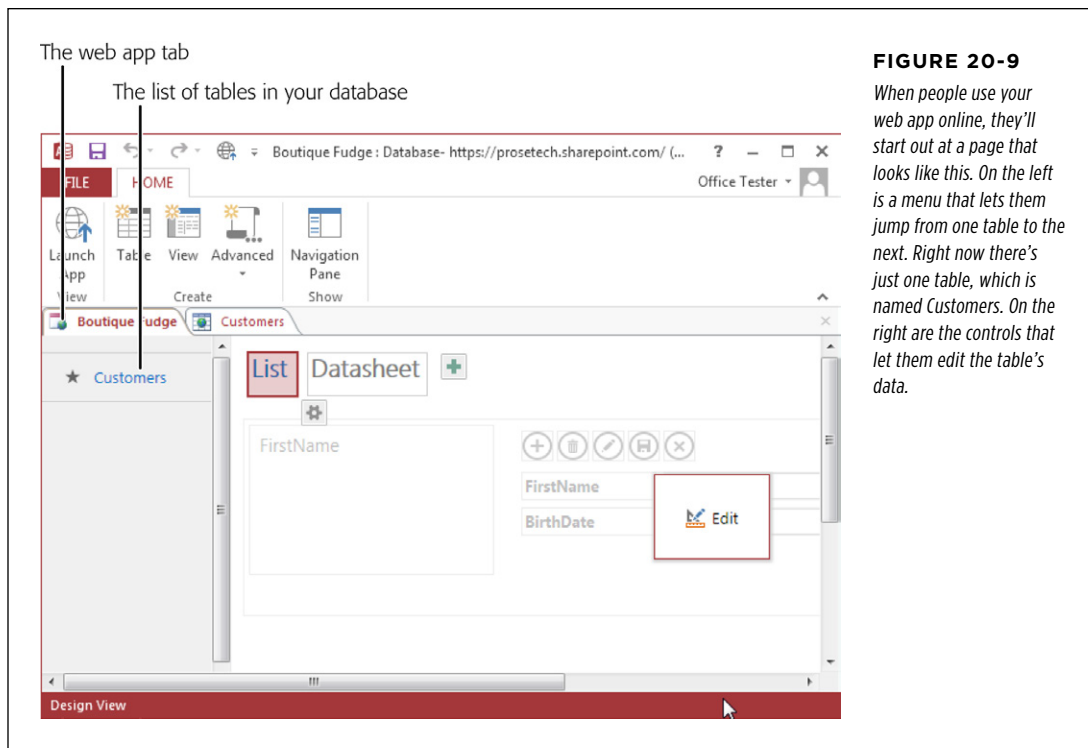 The web app tab
The list of tables in your database
Boutique Fudge : Database- https://prosetech.sharepoint.com/ (...
?
FILE
HOME
Office Tester
Launch App
Table
View
Advanced
Navigation Pane
View
Create
Show
Boutique Fudge
Customers
Customers
List
Datasheet
FirstName
FirstName
BirthDate
Edit
Design View
FIGURE 20-9
When people use your
web app online, they'll
start out at a page that
looks like this. On the left
is a menu that lets them
jump from one table to the
next. Right now there's
just one table, which is
named Customers. On the
right are the controls that
let them edit the table's
data.